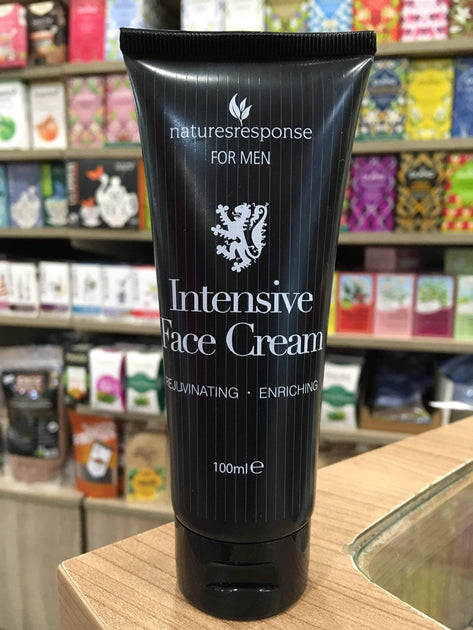 naturesresponse
FOR MEN
Intensive
Face Cream
REJUVINATING · ENRICHING
100ml℮